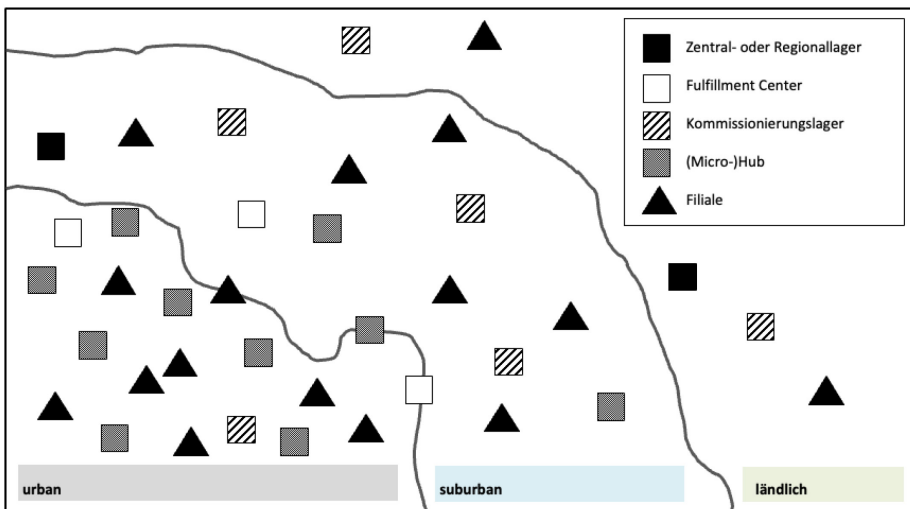 Zentral- oder Regionallager
Fulfillment Center
Kommissionierungslager
(Micro-)Hub
Filiale
urban
suburban
ländlich